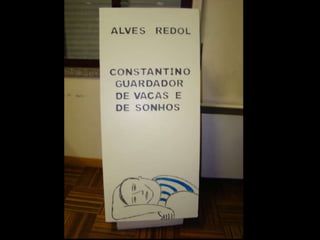 ALVES REDOL
CONSTANTINO
GUARDADOR
DE VACAS E
DE SONHOS